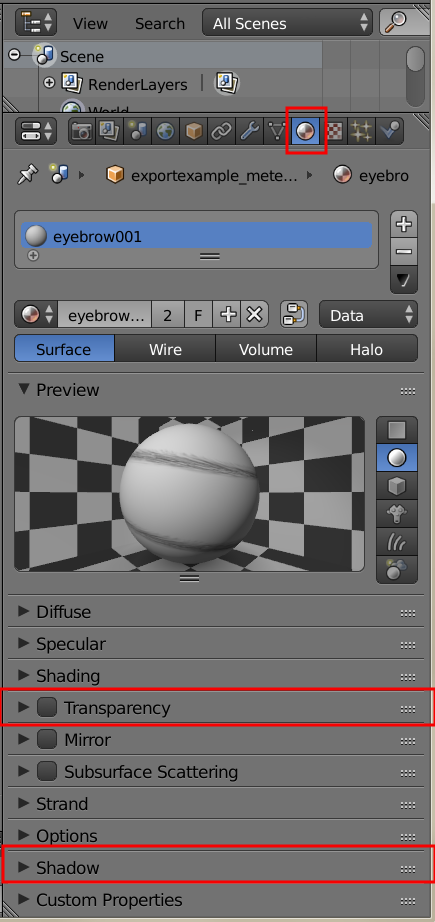 View Search All Scenes
Scene
RenderLayers |
World
exportexample_mete... eyebro
eyebrow001
eyebrow... 2 F Data
Surface Wire Volume Halo
Preview
Diffuse
Specular
Shading
Transparency
Mirror
Subsurface Scattering
Strand
Options
Shadow
Custom Properties